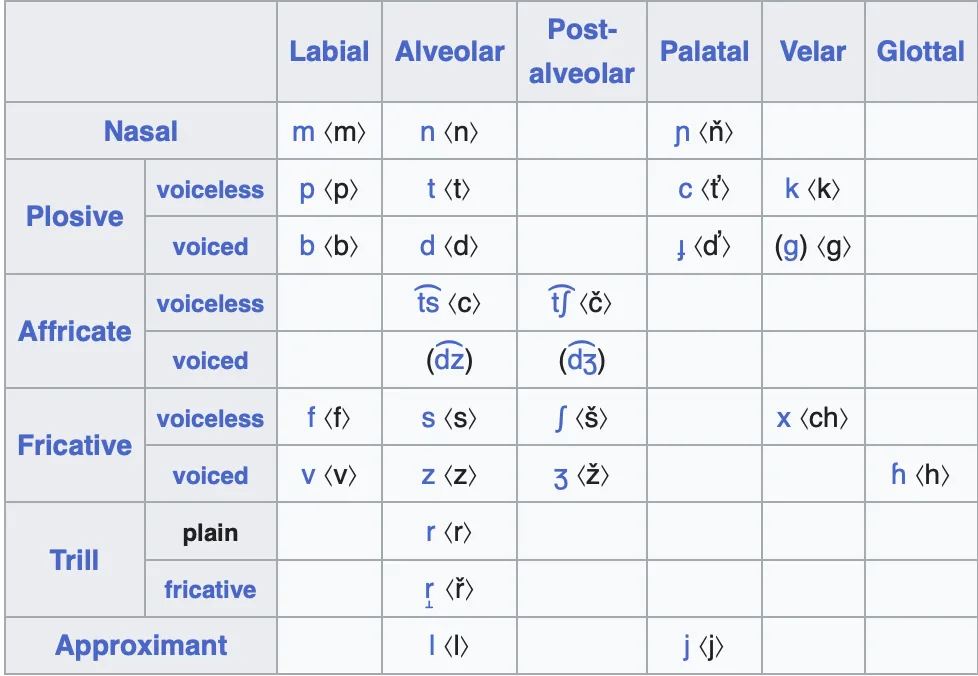 Labial Alveolar Post-alveolar Palatal Velar Glottal
Nasal m ⟨m⟩ n ⟨n⟩ ɲ ⟨ň⟩
Plosive voiceless p ⟨p⟩ t ⟨t⟩ c ⟨ť⟩ k ⟨k⟩
voiced b ⟨b⟩ d ⟨d⟩ ɟ ⟨ď⟩ (ɡ) ⟨g⟩
Affricate voiceless t͡s ⟨c⟩ t͡ʃ ⟨č⟩
voiced (d͡z) (d͡ʒ)
Fricative voiceless f ⟨f⟩ s ⟨s⟩ ʃ ⟨š⟩ x ⟨ch⟩
voiced v ⟨v⟩ z ⟨z⟩ ʒ ⟨ž⟩ ɦ ⟨h⟩
Trill plain r ⟨r⟩
fricative r̝ ⟨ř⟩
Approximant l ⟨l⟩ j ⟨j⟩